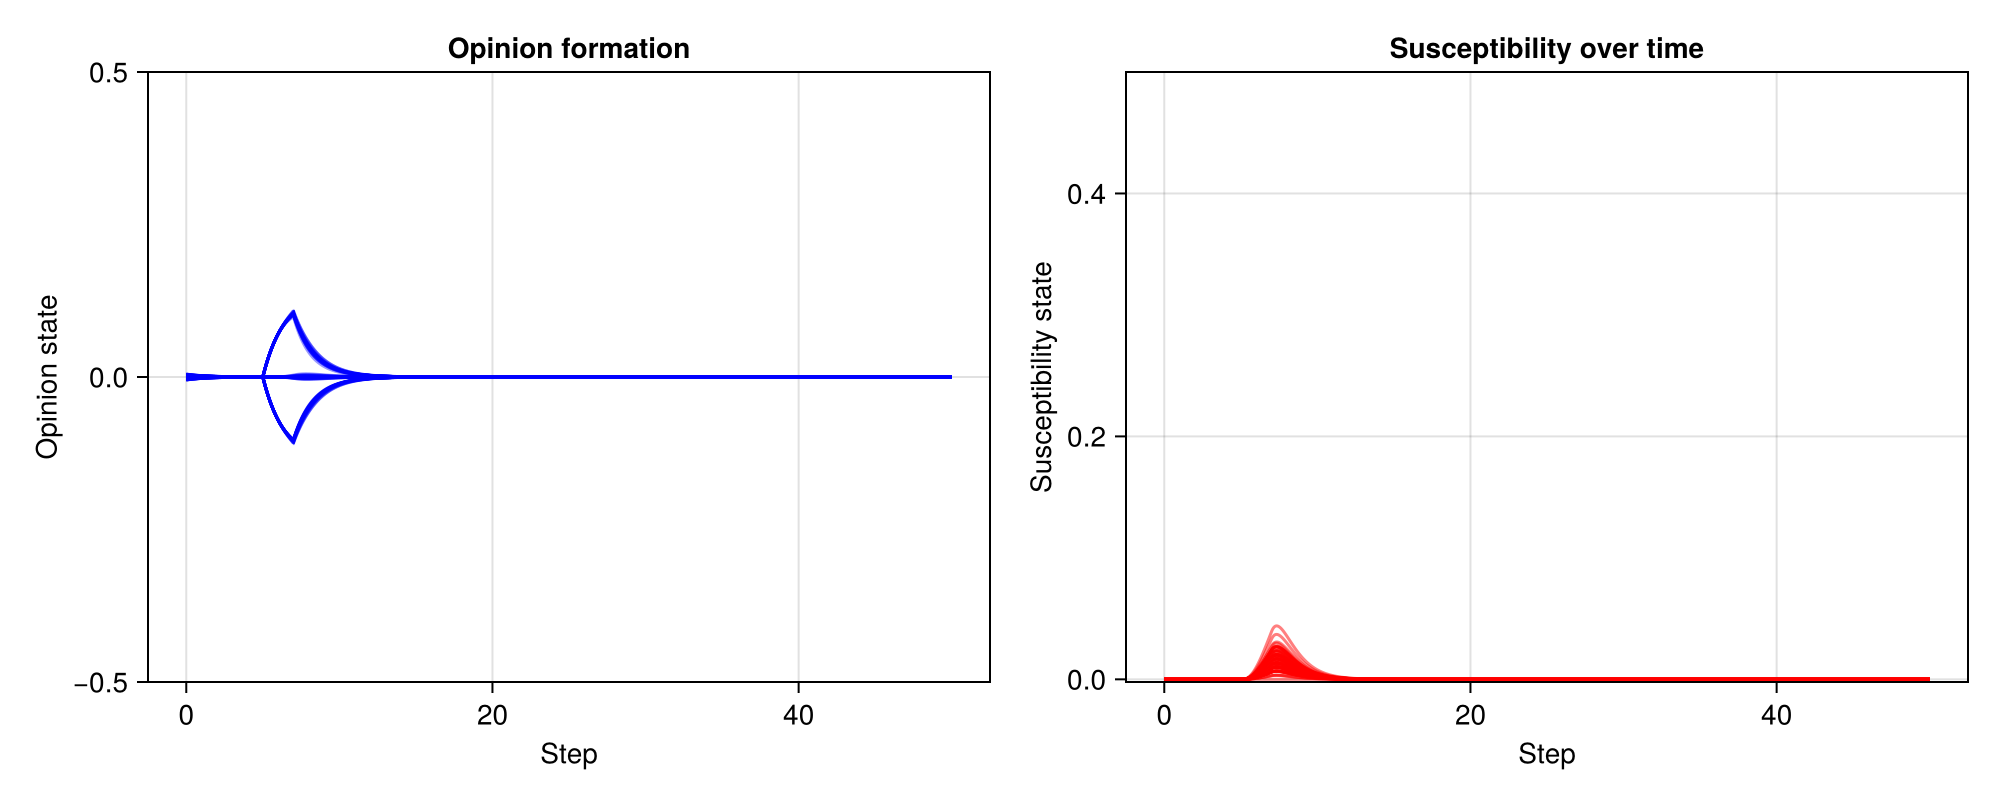 Opinion formation
0.5
0.0
−0.5
Opinion state
0
20
40
Step
Susceptibility over time
0.4
0.2
0.0
Susceptibility state
0
20
40
Step